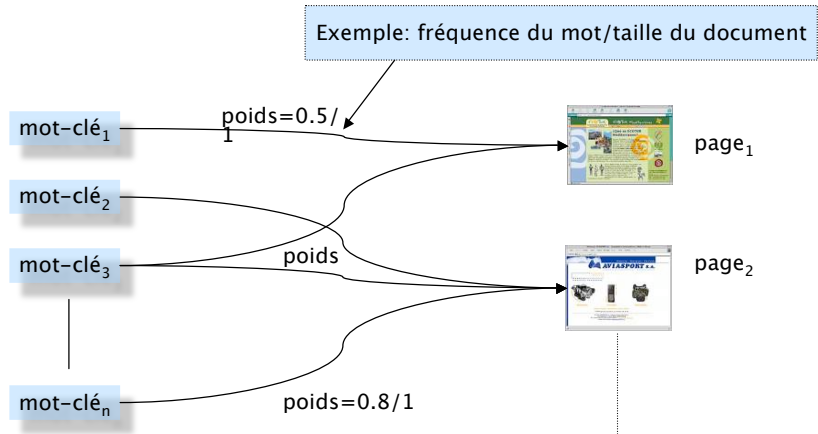 Exemple: fréquence du mot/taille du document
poids=0.5/
1
mot-clé₁
page₁
mot-clé₂
mot-clé₃
poids
page₂
AVIASPORT S.A.
mot-cléₙ
poids=0.8/1